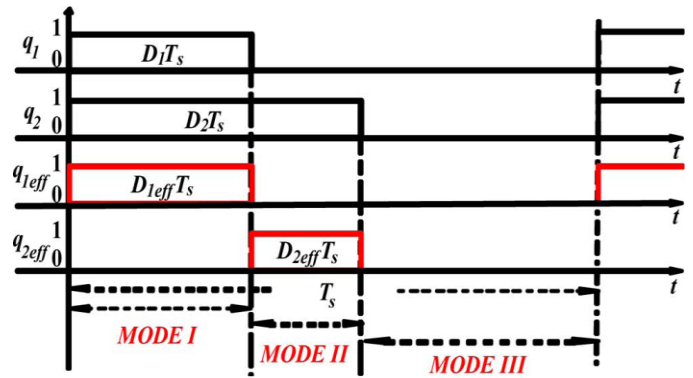 q1 1 0 D1Ts t
q2 1 0 D2Ts t
q1eff 1 0 D1effTs t
q2eff 1 0 D2effTs t
Ts
MODE I MODE II MODE III